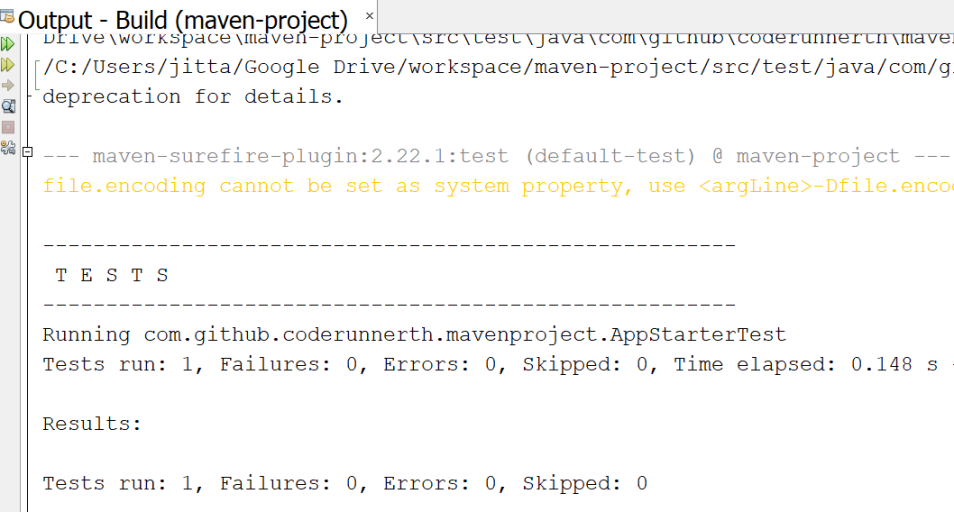 Output - Build (maven-project) ×
Drive\workspace\maven-project\src\test\java\com\github\coderunnerth\maven
/C:/Users/jitta/Google Drive/workspace/maven-project/src/test/java/com/g
deprecation for details.
--- maven-surefire-plugin:2.22.1:test (default-test) @ maven-project ---
file.encoding cannot be set as system property, use <argLine>-Dfile.enco
-------------------------------------------------------
T E S T S
-------------------------------------------------------
Running com.github.coderunnerth.mavenproject.AppStarterTest
Tests run: 1, Failures: 0, Errors: 0, Skipped: 0, Time elapsed: 0.148 s -
Results:
Tests run: 1, Failures: 0, Errors: 0, Skipped: 0